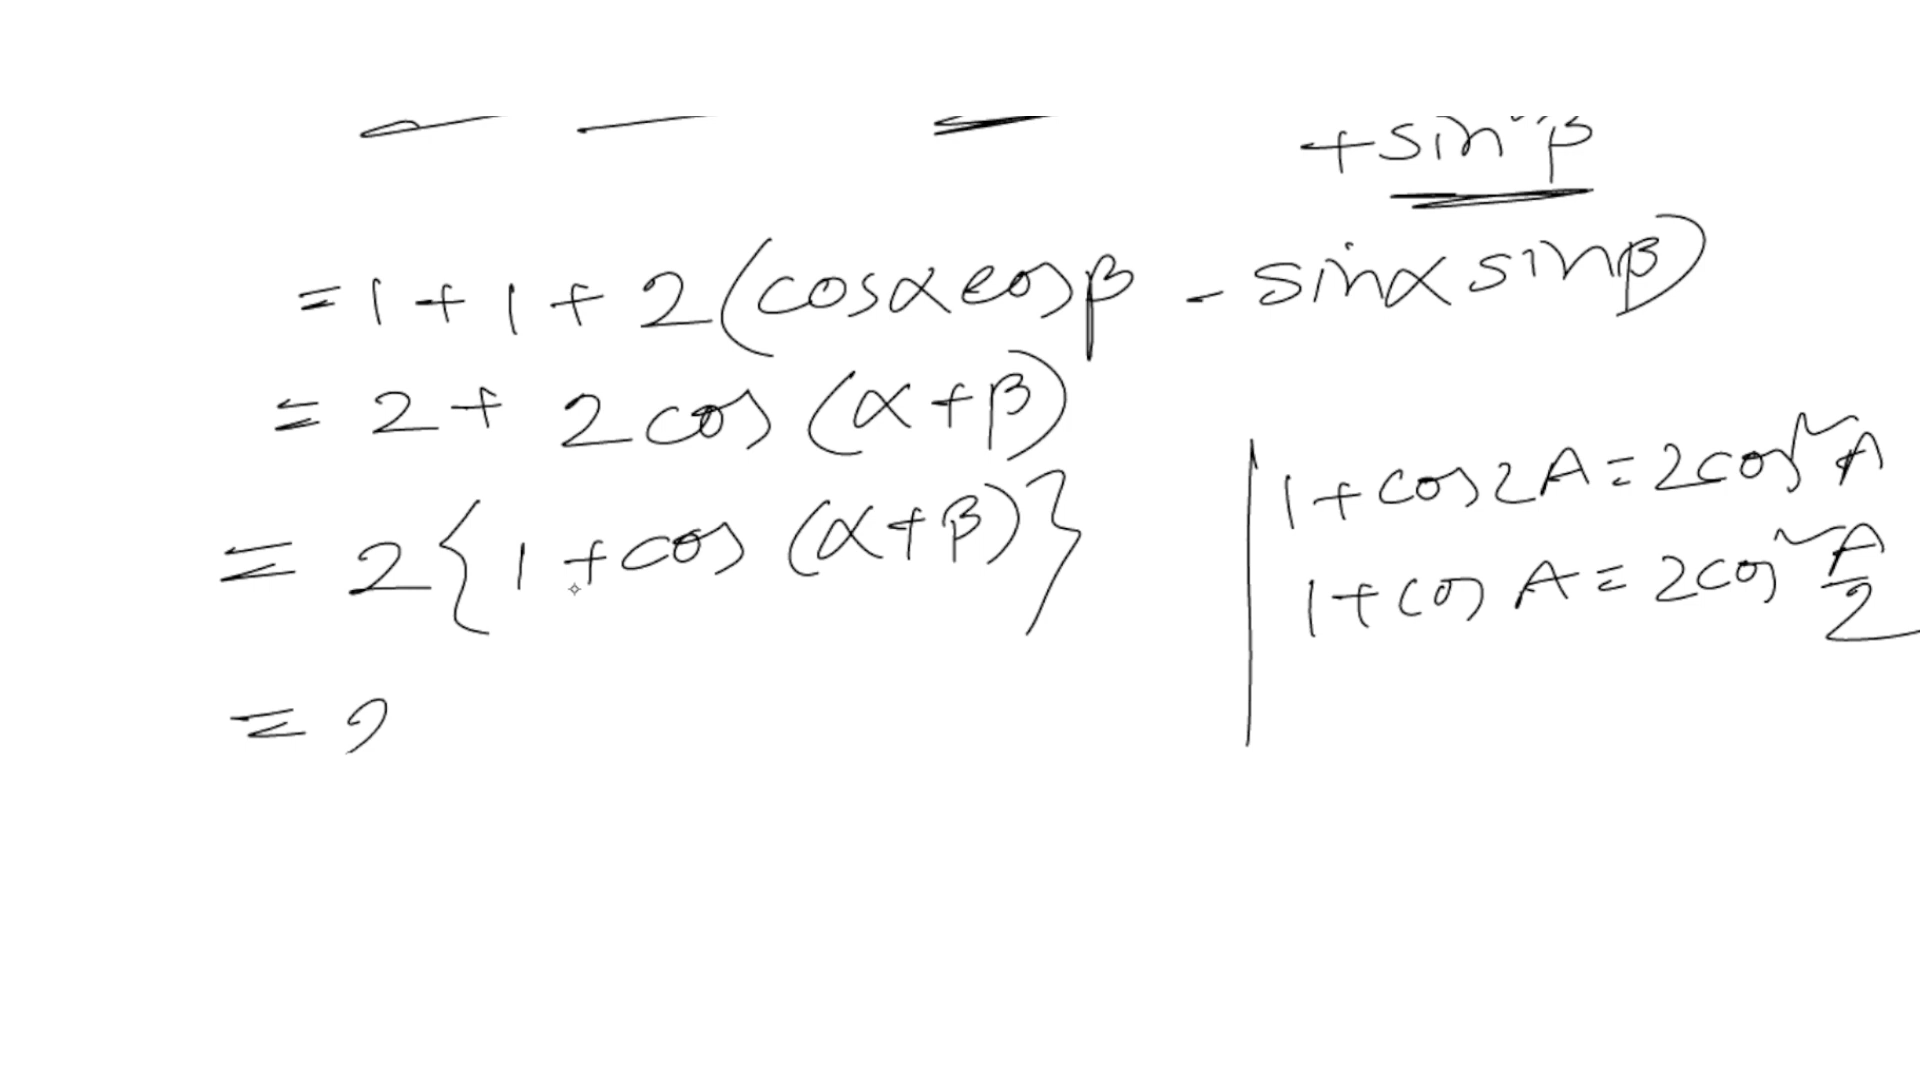 + sin²β
= 1 + 1 + 2(cosα cosβ - sinα sinβ)
= 2 + 2cos(α+β)
= 2{1+cos(α+β)}
1+cos2A = 2cos²A
1+cosA = 2cos²A/2
= 2